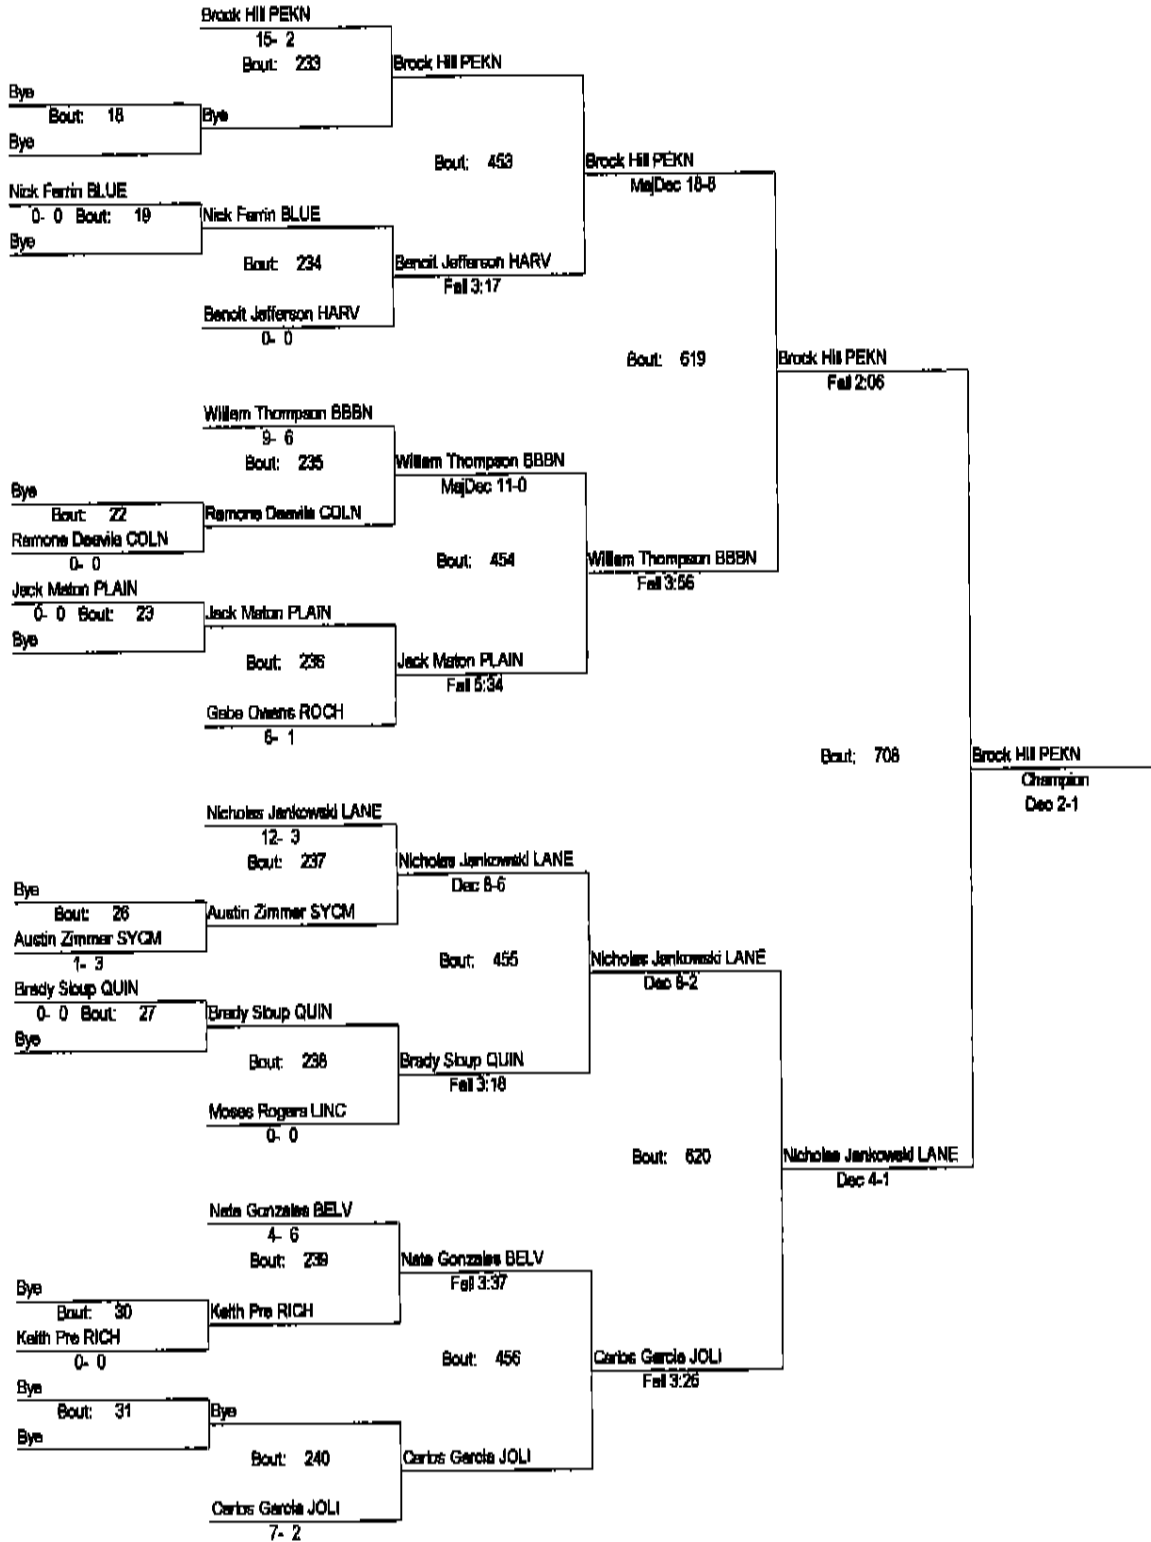 Brock Hill PEKN
15- 2
Bout: 233
Brock Hill PEKN
Bye
Bout: 18
Bye
Bye
Bout: 453
Brock Hill PEKN
MajDec 18-8
Nick Ferrin BLUE
0- 0 Bout: 19
Nick Ferrin BLUE
Bye
Bout: 234
Benoit Jefferson HARV
Fall 3:17
Benoit Jefferson HARV
0- 0
Bout: 619
Brock Hill PEKN
Fall 2:06
Willem Thompson BBBN
9- 6
Bout: 235
Willem Thompson BBBN
MajDec 11-0
Bye
Bout: 22
Ramone Deavila COLN
Ramone Deavila COLN
0- 0
Bout: 454
Willem Thompson BBBN
Fall 3:56
Jack Maton PLAIN
0- 0 Bout: 23
Jack Maton PLAIN
Bye
Bout: 236
Jack Maton PLAIN
Fall 5:34
Gabe Owens ROCH
6- 1
Bout: 708
Brock Hill PEKN
Champion
Dec 2-1
Nicholas Jankowski LANE
12- 3
Bout: 237
Nicholas Jankowski LANE
Dec 8-6
Bye
Bout: 26
Austin Zimmer SYCM
Austin Zimmer SYCM
1- 3
Bout: 455
Nicholas Jankowski LANE
Dec 8-2
Brady Sloup QUIN
0- 0 Bout: 27
Brady Sloup QUIN
Bye
Bout: 238
Brady Sloup QUIN
Fall 3:18
Moses Rogers LINC
0- 0
Bout: 620
Nicholas Jankowski LANE
Dec 4-1
Nate Gonzales BELV
4- 6
Bout: 239
Nate Gonzales BELV
Fall 3:37
Bye
Bout: 30
Keith Pre RICH
Keith Pre RICH
0- 0
Bout: 456
Carlos Garcia JOLI
Fall 3:26
Bye
Bout: 31
Bye
Bye
Bout: 240
Carlos Garcia JOLI
Carlos Garcia JOLI
7- 2